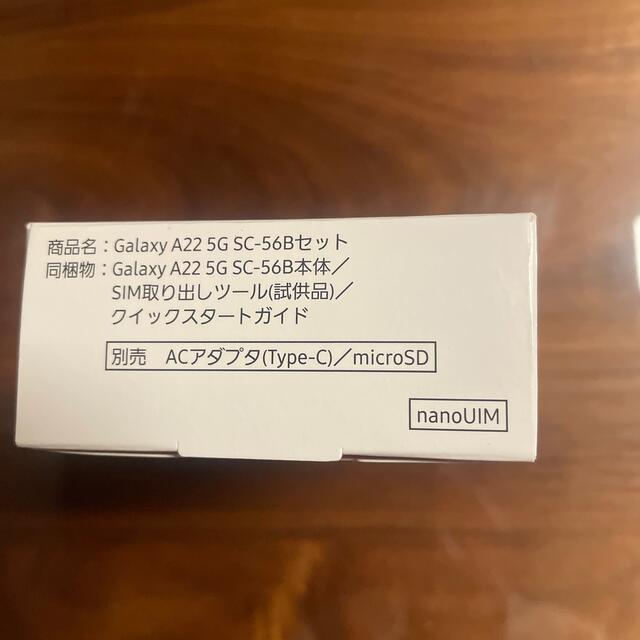 商品名：Galaxy A22 5G SC-56Bセット
同梱物：Galaxy A22 5G SC-56B本体／
SIM取り出しツール(試供品)／
クイックスタートガイド
別売　ACアダプタ(Type-C)／microSD
nanoUIM